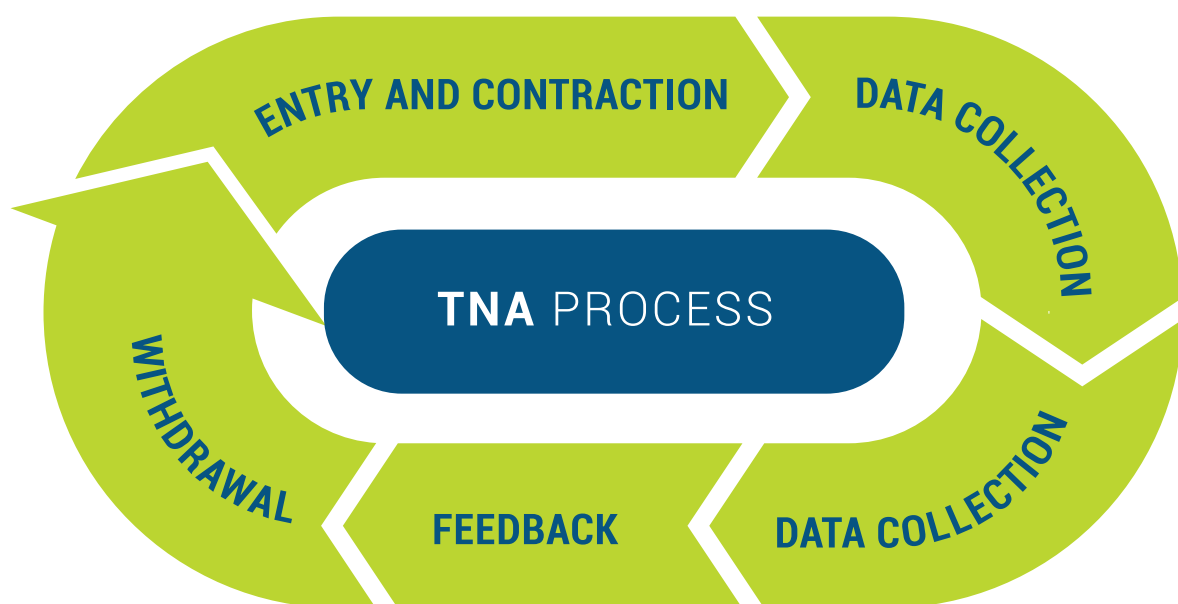 ENTRY AND CONTRACTION
DATA COLLECTION
TNA PROCESS
DATA COLLECTION
FEEDBACK
WITHDRAWAL